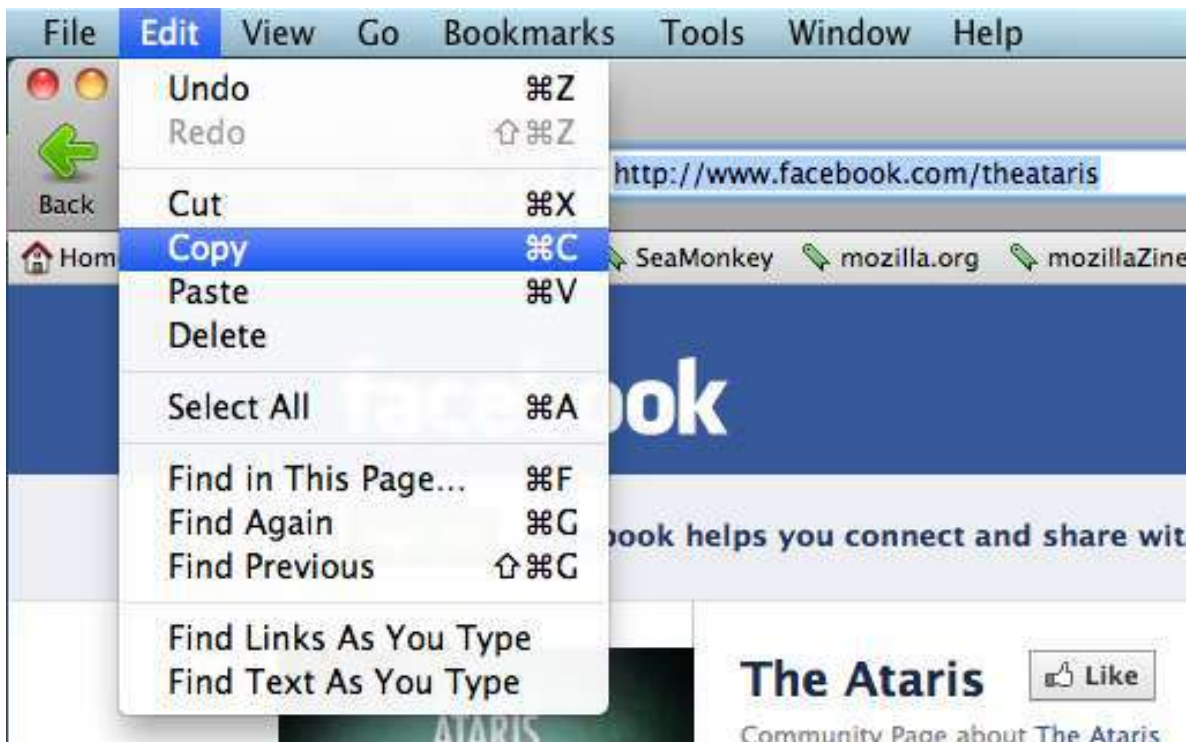 File Edit View Go Bookmarks Tools Window Help
Undo ⌘Z
Redo ⇧⌘Z
Cut ⌘X
Copy ⌘C
Paste ⌘V
Delete
Select All ⌘A
Find in This Page... ⌘F
Find Again ⌘G
Find Previous ⇧⌘G
Find Links As You Type
Find Text As You Type
http://www.facebook.com/theataris
Back
Hom
SeaMonkey mozilla.org mozillaZine
facebook
ook helps you connect and share wit
The Ataris Like
Community Page about The Ataris
ATARIS